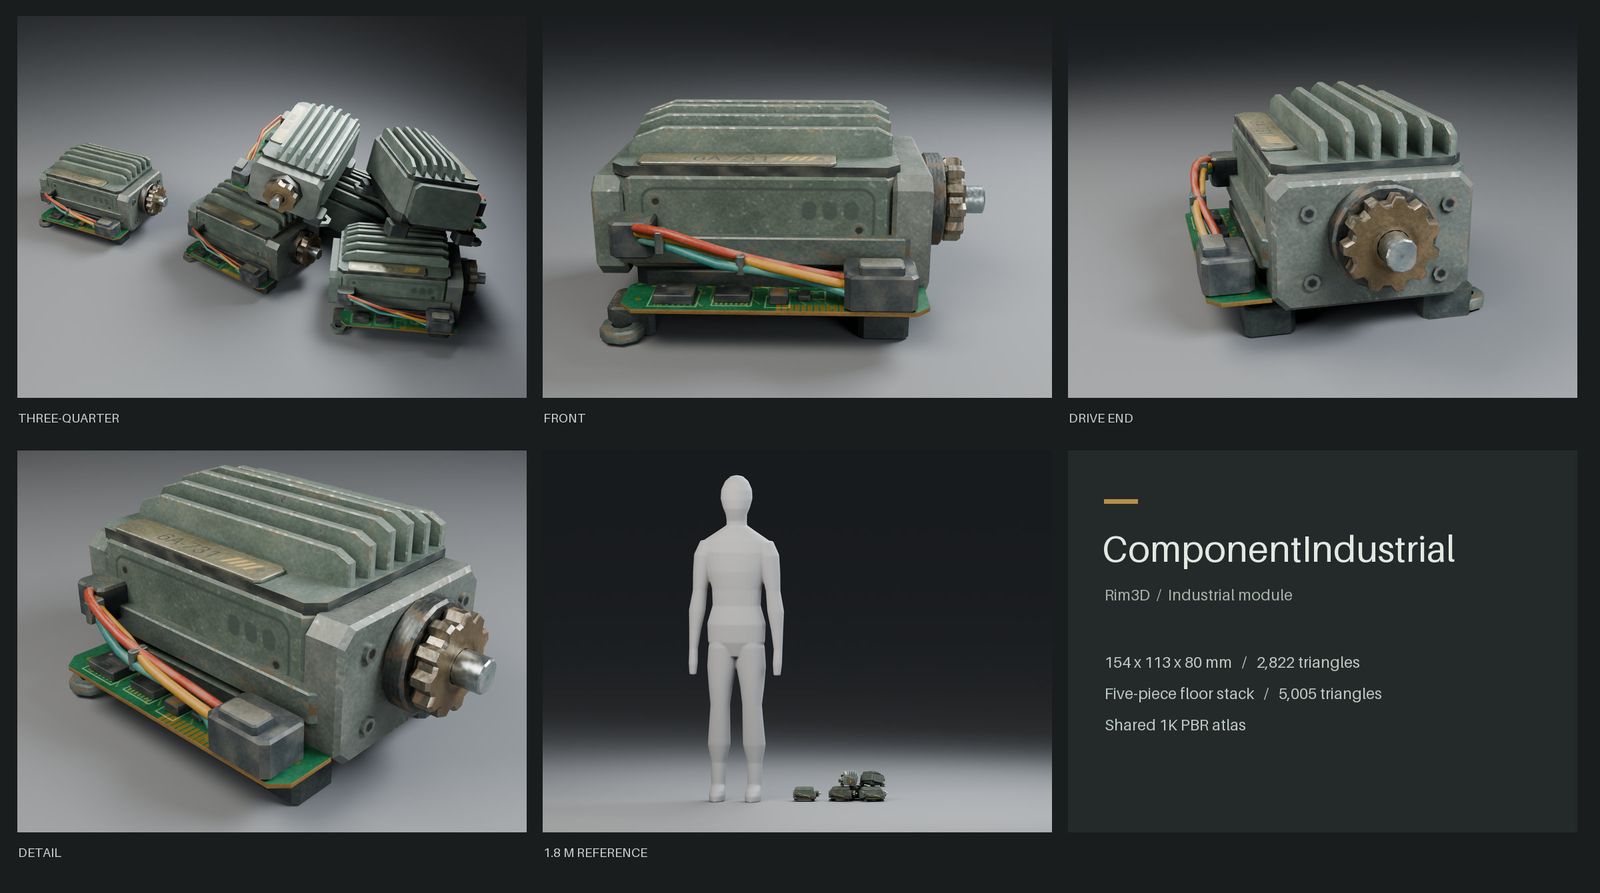 THREE-QUARTER
FRONT
DRIVE END
DETAIL
1.8 M REFERENCE
ComponentIndustrial
Rim3D / Industrial module
154 x 113 x 80 mm / 2,822 triangles
Five-piece floor stack / 5,005 triangles
Shared 1K PBR atlas